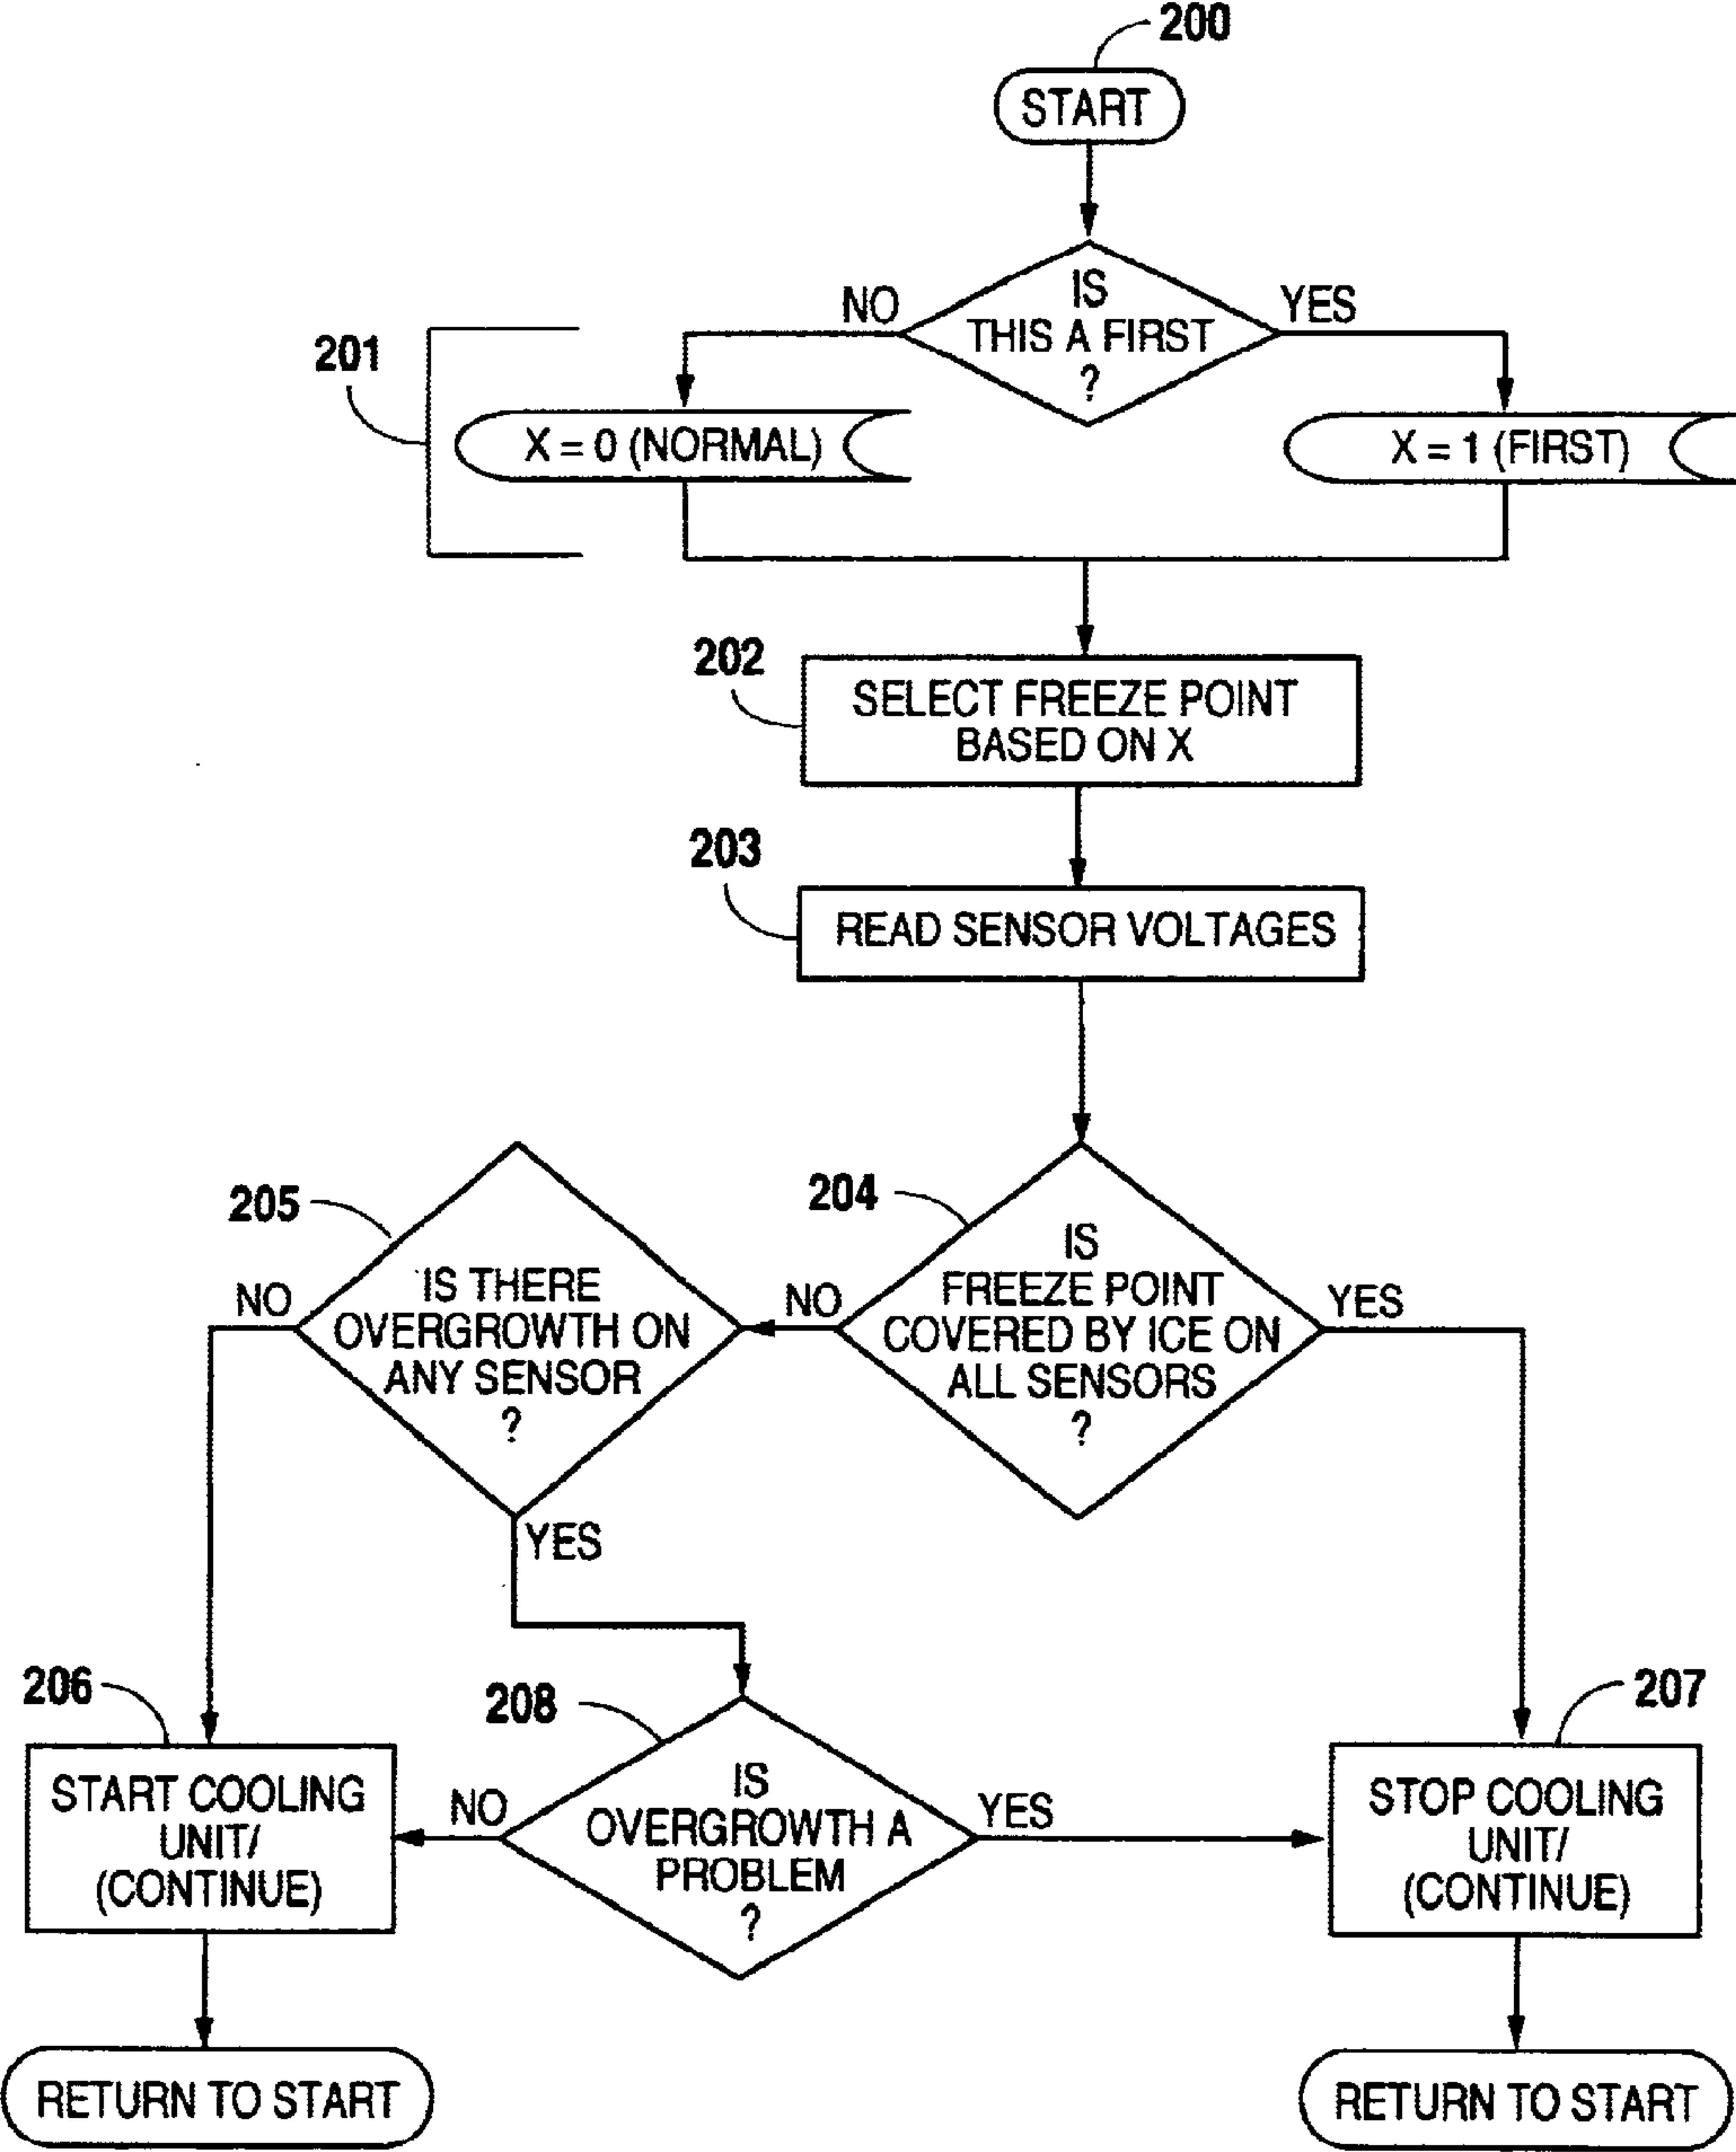 200
START
IS
THIS A FIRST
?
NO
YES
201
X = 0 (NORMAL)
X = 1 (FIRST)
202
SELECT FREEZE POINT
BASED ON X
203
READ SENSOR VOLTAGES
204
IS
FREEZE POINT
COVERED BY ICE ON
ALL SENSORS
?
NO
YES
205
IS THERE
OVERGROWTH ON
ANY SENSOR
?
NO
YES
206
START COOLING
UNIT/
(CONTINUE)
208
IS
OVERGROWTH A
PROBLEM
?
NO
YES
207
STOP COOLING
UNIT/
(CONTINUE)
RETURN TO START
RETURN TO START